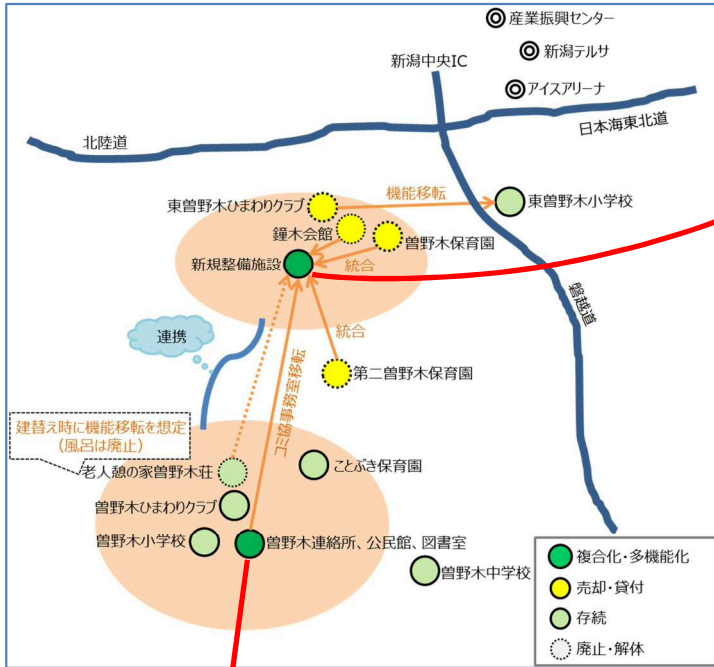 産業振興センター
新潟テルサ
新潟中央IC
アイスアリーナ
北陸道
日本海東北道
機能移転
東曽野木ひまわりクラブ
東曽野木小学校
鐘木会館
曽野木保育園
新規整備施設
統合
磐越道
連携
統合
第二曽野木保育園
コミ協事務室移転
建替え時に機能移転を想定
(風呂は廃止)
老人憩の家曽野木荘
ことぶき保育園
曽野木ひまわりクラブ
曽野木小学校
曽野木連絡所、公民館、図書室
曽野木中学校
複合化・多機能化
売却・貸付
存続
廃止・解体